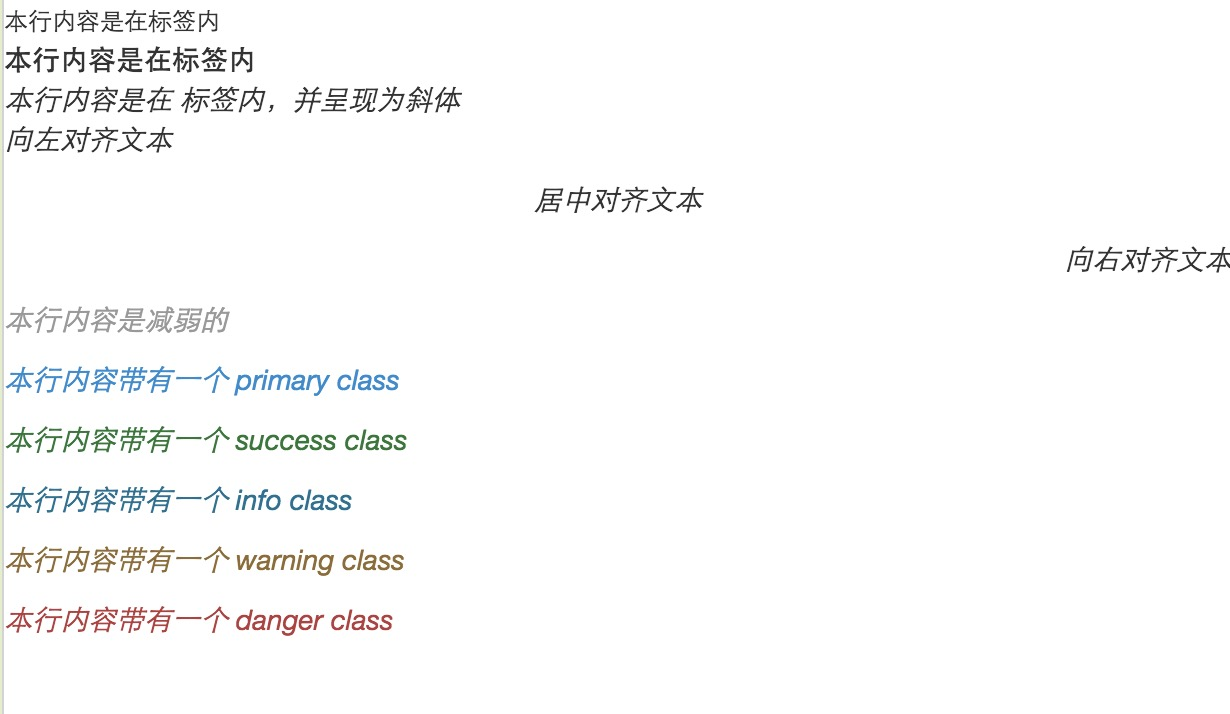 本行内容是在标签内
本行内容是在标签内
本行内容是在 标签内，并呈现为斜体
向左对齐文本
居中对齐文本
向右对齐文本
本行内容是减弱的
本行内容带有一个 primary class
本行内容带有一个 success class
本行内容带有一个 info class
本行内容带有一个 warning class
本行内容带有一个 danger class